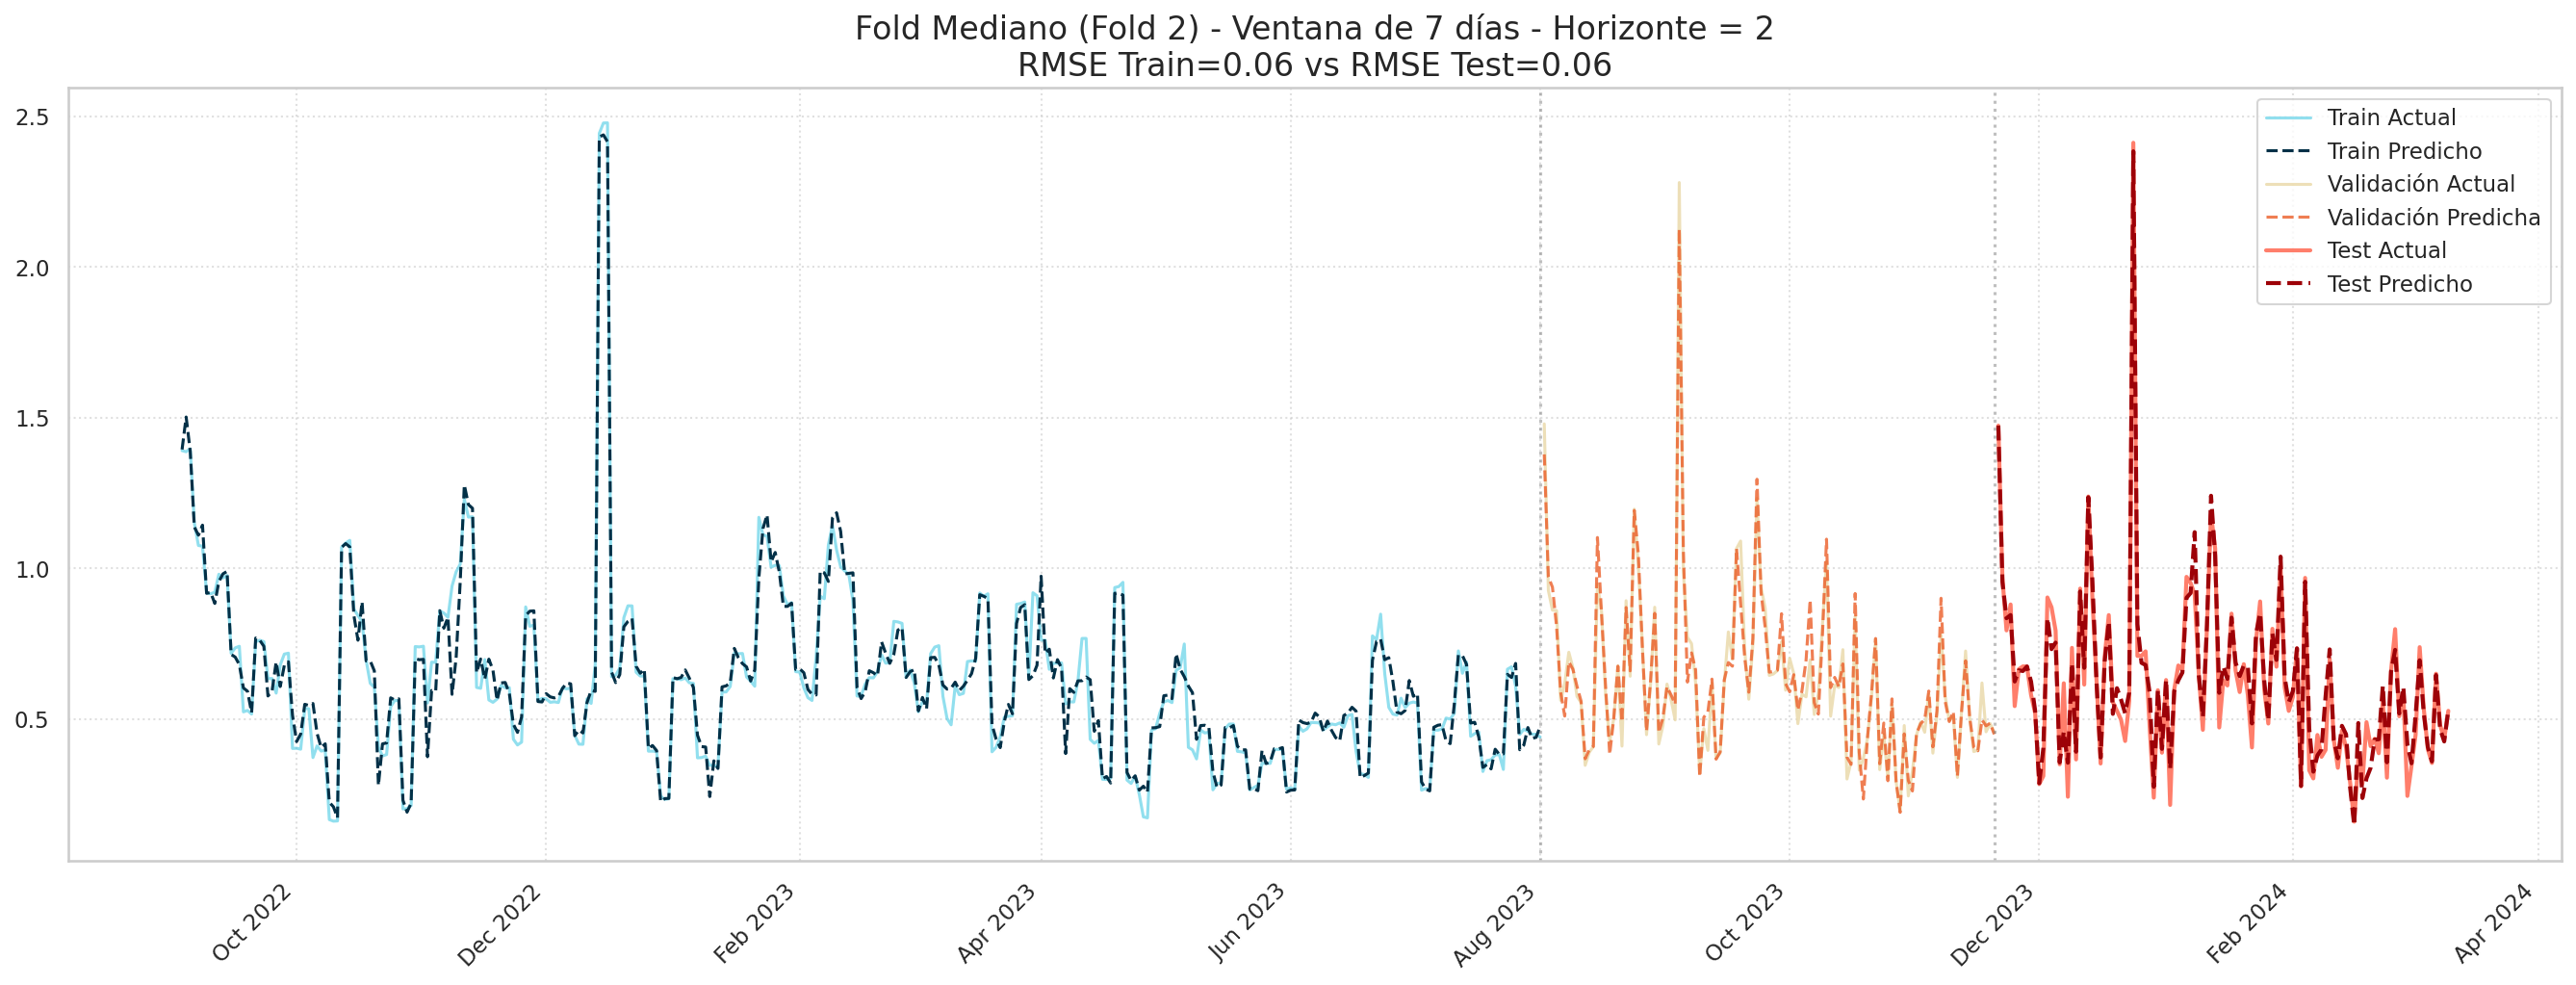 Fold Mediano (Fold 2) - Ventana de 7 días - Horizonte = 2
RMSE Train=0.06 vs RMSE Test=0.06
2.5
2.0
1.5
1.0
0.5
Train Actual
Train Predicho
Validación Actual
Validación Predicha
Test Actual
Test Predicho
Oct 2022
Dec 2022
Feb 2023
Apr 2023
Jun 2023
Aug 2023
Oct 2023
Dec 2023
Feb 2024
Apr 2024